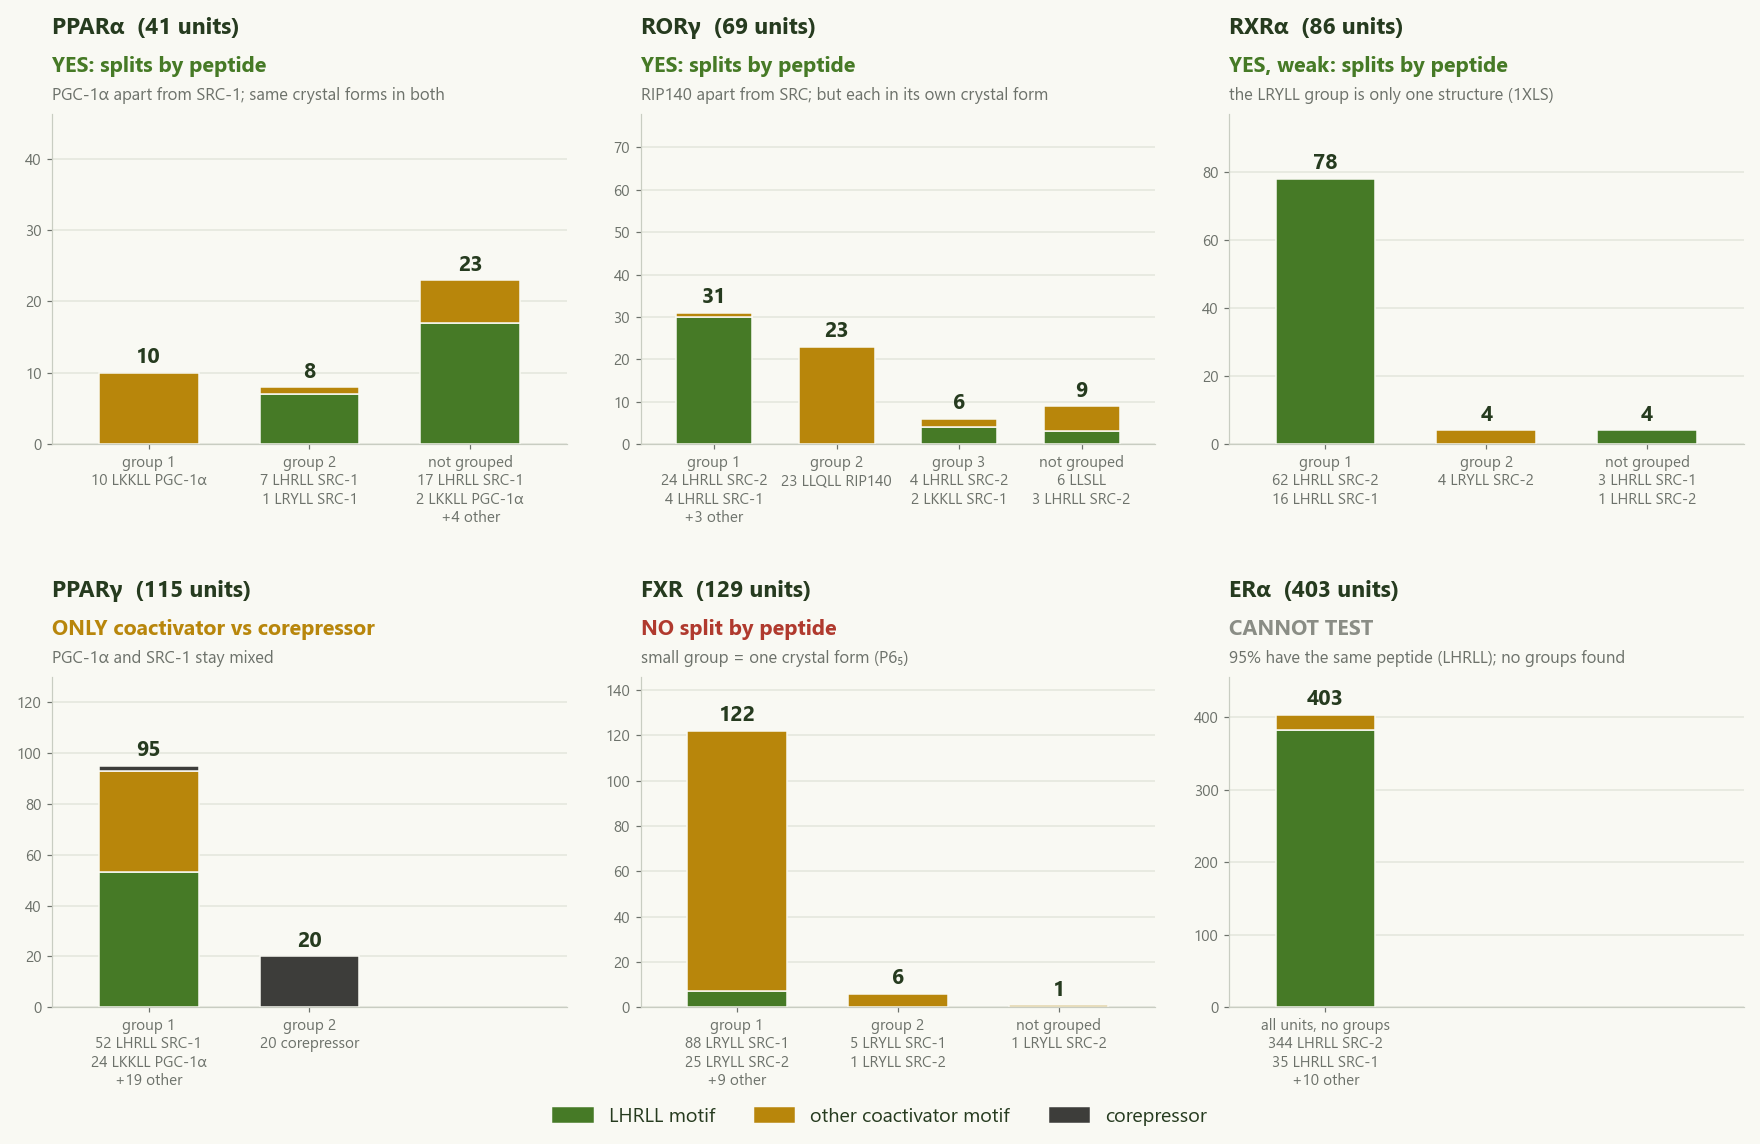 PPARα (41 units)
YES: splits by peptide
PGC-1α apart from SRC-1; same crystal forms in both
40
30
20
10
0
10
8
23
group 1
10 LKKLL PGC-1α
group 2
7 LHRLL SRC-1
1 LRYLL SRC-1
not grouped
17 LHRLL SRC-1
2 LKKLL PGC-1α
+4 other
RORγ (69 units)
YES: splits by peptide
RIP140 apart from SRC; but each in its own crystal form
70
60
50
40
30
20
10
0
31
23
6
9
group 1
24 LHRLL SRC-2
4 LHRLL SRC-1
+3 other
group 2
23 LLQLL RIP140
group 3
4 LHRLL SRC-2
2 LKKLL SRC-1
not grouped
6 LLSLL
3 LHRLL SRC-2
RXRα (86 units)
YES, weak: splits by peptide
the LRYLL group is only one structure (1XLS)
80
60
40
20
0
78
4
4
group 1
62 LHRLL SRC-2
16 LHRLL SRC-1
group 2
4 LRYLL SRC-2
not grouped
3 LHRLL SRC-1
1 LHRLL SRC-2
PPARγ (115 units)
ONLY coactivator vs corepressor
PGC-1α and SRC-1 stay mixed
120
100
80
60
40
20
0
95
20
group 1
52 LHRLL SRC-1
24 LKKLL PGC-1α
+19 other
group 2
20 corepressor
FXR (129 units)
NO split by peptide
small group = one crystal form (P6₅)
140
120
100
80
60
40
20
0
122
6
1
group 1
88 LRYLL SRC-1
25 LRYLL SRC-2
+9 other
group 2
5 LRYLL SRC-1
1 LRYLL SRC-2
not grouped
1 LRYLL SRC-2
ERα (403 units)
CANNOT TEST
95% have the same peptide (LHRLL); no groups found
400
300
200
100
0
403
all units, no groups
344 LHRLL SRC-2
35 LHRLL SRC-1
+10 other
LHRLL motif
other coactivator motif
corepressor